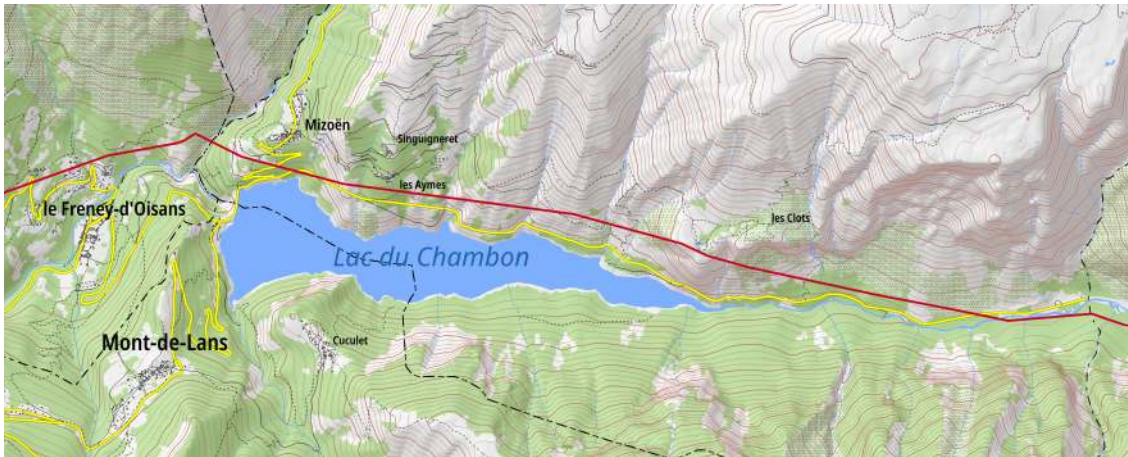 Mizoën
Singuigneret
les Aymes
le Freney-d'Oisans
les Clots
Lac du Chambon
Mont-de-Lans
Cuculet